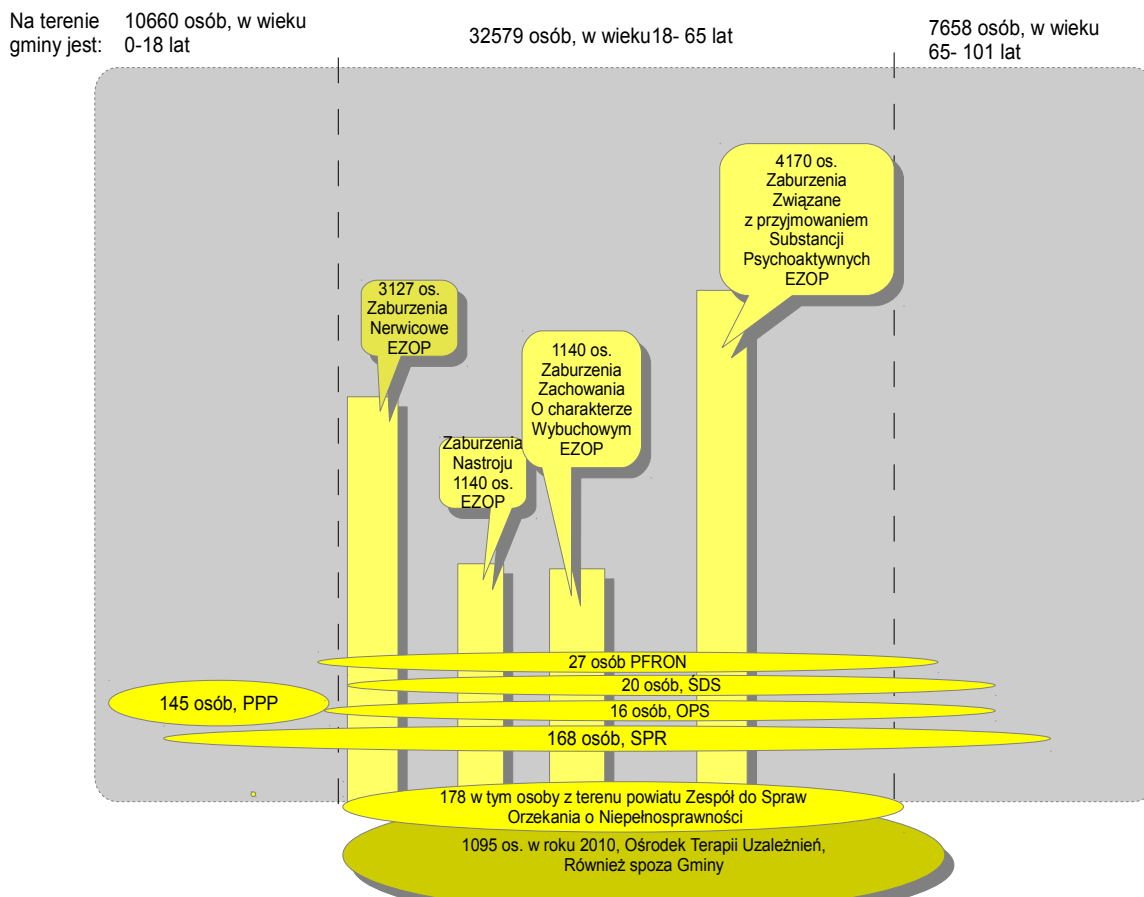 Na terenie
gminy jest:
10660 osób, w wieku
0-18 lat
32579 osób, w wieku18- 65 lat
7658 osób, w wieku
65- 101 lat
4170 os.
Zaburzenia
Związane
z przyjmowaniem
Substancji
Psychoaktywnych
EZOP
3127 os.
Zaburzenia
Nerwicowe
EZOP
1140 os.
Zaburzenia
Zachowania
O charakterze
Wybuchowym
EZOP
Zaburzenia
Nastroju
1140 os.
EZOP
27 osób PFRON
20 osób, ŚDS
145 osób, PPP
16 osób, OPS
168 osób, SPR
178 w tym osoby z terenu powiatu Zespół do Spraw
Orzekania o Niepełnosprawności
1095 os. w roku 2010, Ośrodek Terapii Uzależnień,
Również spoza Gminy